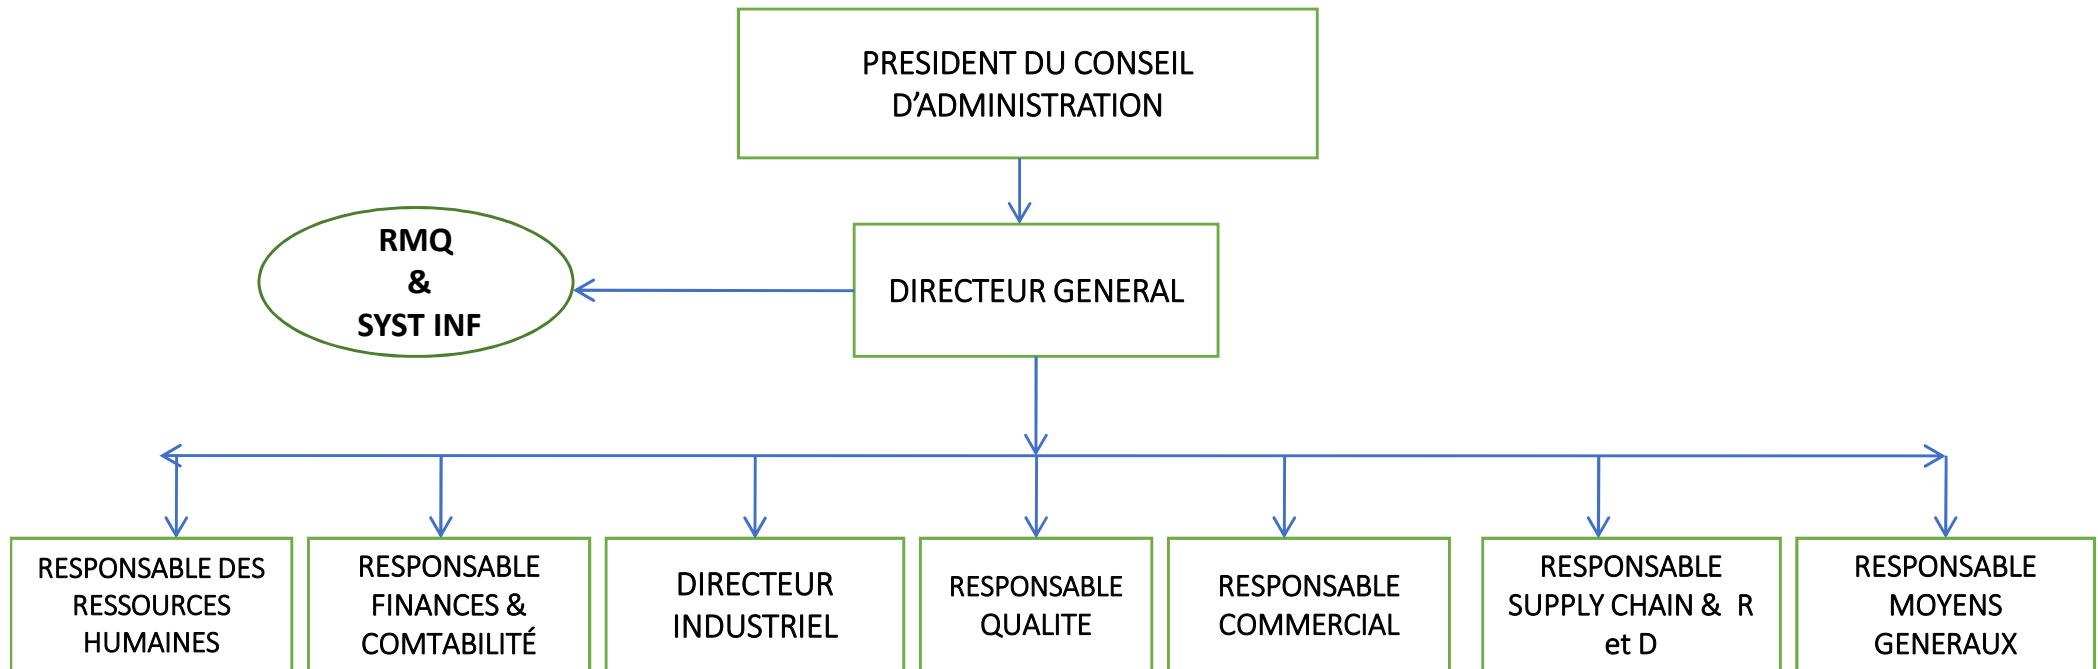 PRESIDENT DU CONSEIL
D’ADMINISTRATION
RMQ
&
SYST INF
DIRECTEUR GENERAL
RESPONSABLE DES
RESSOURCES
HUMAINES
RESPONSABLE
FINANCES &
COMTABILITÉ
DIRECTEUR
INDUSTRIEL
RESPONSABLE
QUALITE
RESPONSABLE
COMMERCIAL
RESPONSABLE
SUPPLY CHAIN & R
et D
RESPONSABLE
MOYENS
GENERAUX